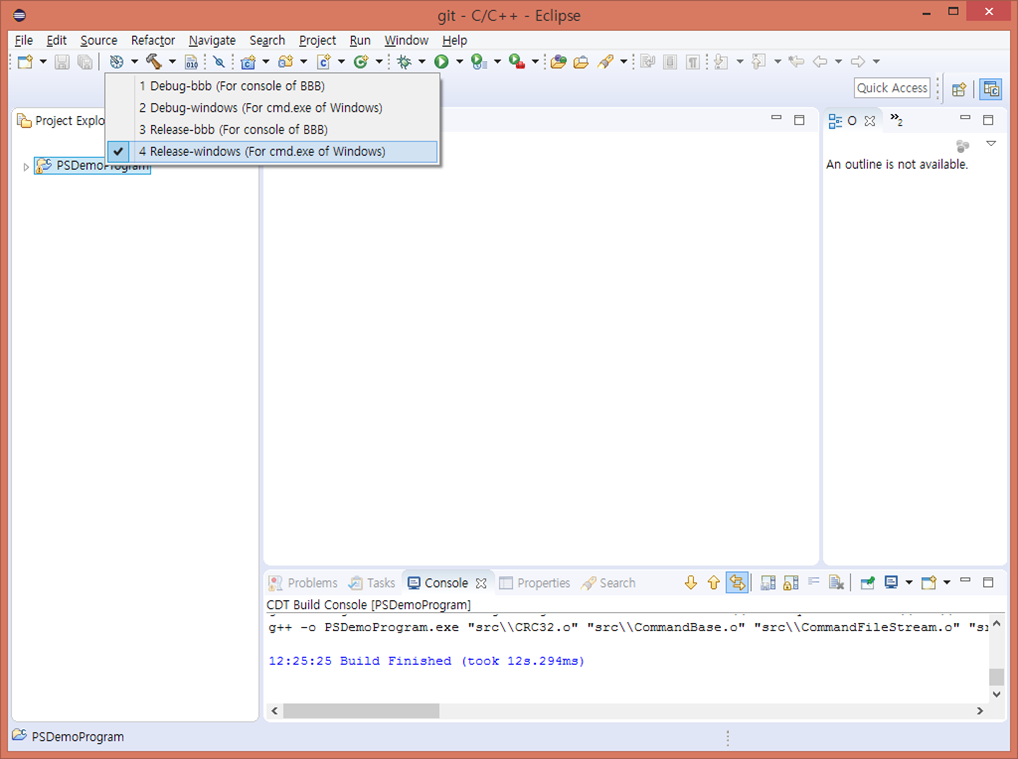 git - C/C++ - Eclipse
File Edit Source Refactor Navigate Search Project Run Window Help
010
Quick Access
1 Debug-bbb (For console of BBB)
2 Debug-windows (For cmd.exe of Windows)
3 Release-bbb (For console of BBB)
4 Release-windows (For cmd.exe of Windows)
Project Explo
PSDemoProgram
O
2
An outline is not available.
Problems Tasks Console Properties Search
CDT Build Console [PSDemoProgram]
g++ -o PSDemoProgram.exe "src\\CRC32.o" "src\\CommandBase.o" "src\\CommandFileStream.o"
12:25:25 Build Finished (took 12s.294ms)
PSDemoProgram